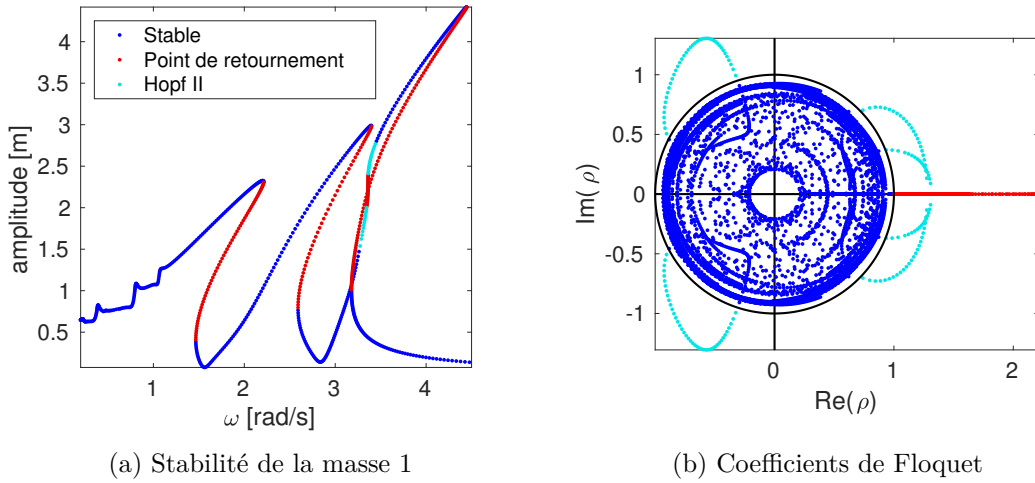 Stable
Point de retournement
Hopf II
amplitude [m]
4
3.5
3
2.5
2
1.5
1
0.5
1 2 3 4
ω [rad/s]
(a) Stabilité de la masse 1
Im(ρ)
1
0.5
0
-0.5
-1
0 1 2
Re(ρ)
(b) Coefficients de Floquet